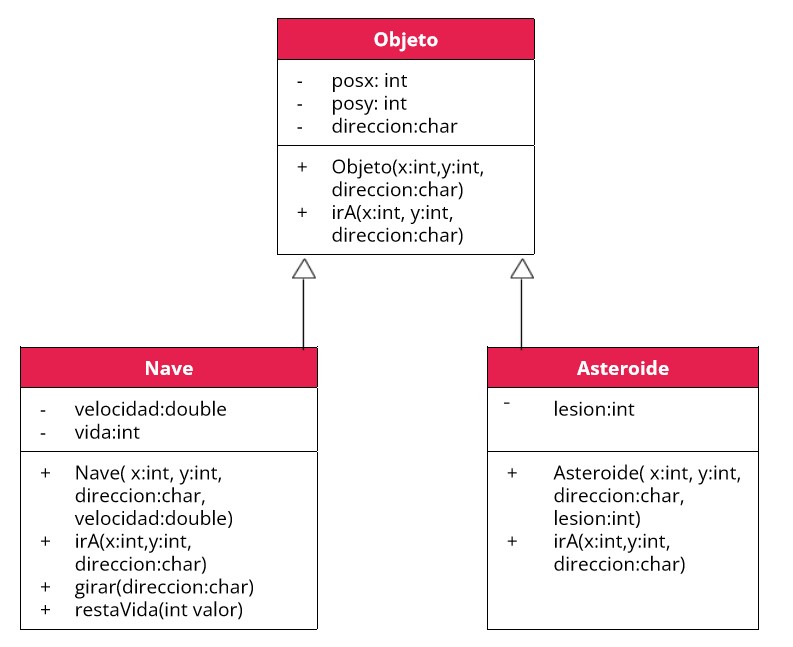 Objeto
- posx: int
- posy: int
- direccion:char
+ Objeto(x:int,y:int,
direccion:char)
+ irA(x:int, y:int,
direccion:char)
Nave
- velocidad:double
- vida:int
+ Nave( x:int, y:int,
direccion:char,
velocidad:double)
+ irA(x:int,y:int,
direccion:char)
+ girar(direccion:char)
+ restaVida(int valor)
Asteroide
- lesion:int
+ Asteroide( x:int, y:int,
direccion:char,
lesion:int)
+ irA(x:int,y:int,
direccion:char)